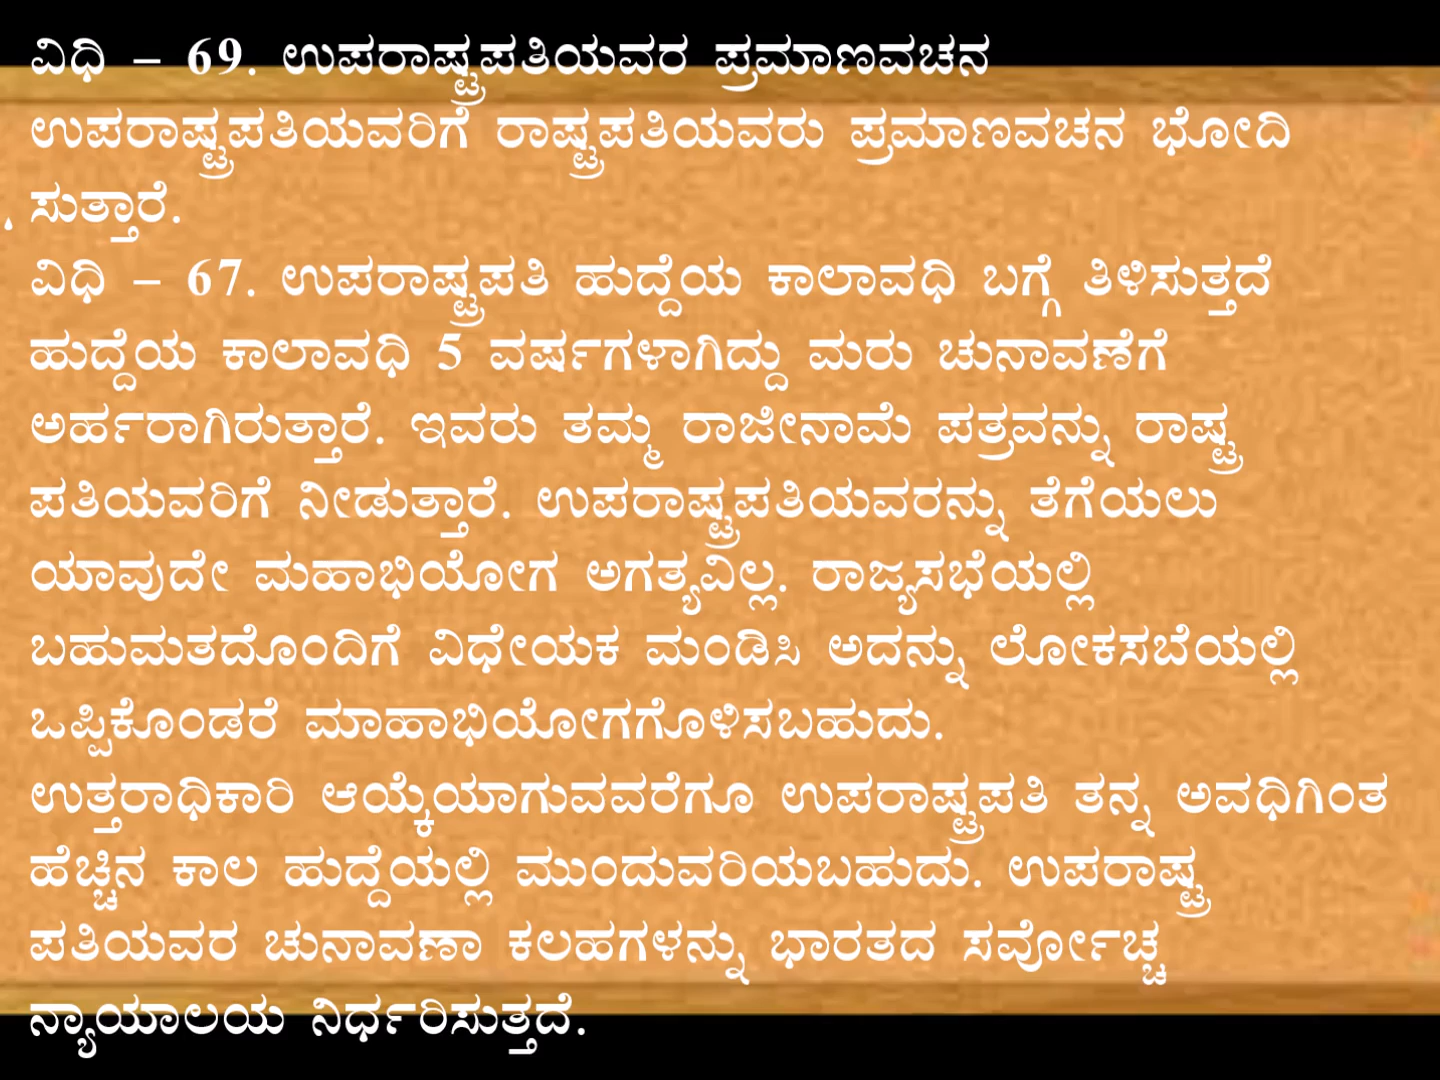 ವಿಧಿ – 69. ಉಪರಾಷ್ಟ್ರಪತಿಯವರ ಪ್ರಮಾಣವಚನ
ಉಪರಾಷ್ಟ್ರಪತಿಯವರಿಗೆ ರಾಷ್ಟ್ರಪತಿಯವರು ಪ್ರಮಾಣವಚನ ಭೋದಿ
ಸುತ್ತಾರೆ.
ವಿಧಿ – 67. ಉಪರಾಷ್ಟ್ರಪತಿ ಹುದ್ದೆಯ ಕಾಲಾವಧಿ ಬಗ್ಗೆ ತಿಳಿಸುತ್ತದೆ
ಹುದ್ದೆಯ ಕಾಲಾವಧಿ 5 ವರ್ಷಗಳಾಗಿದ್ದು ಮರು ಚುನಾವಣೆಗೆ
ಅರ್ಹರಾಗಿರುತ್ತಾರೆ. ಇವರು ತಮ್ಮ ರಾಜೀನಾಮೆ ಪತ್ರವನ್ನು ರಾಷ್ಟ್ರ
ಪತಿಯವರಿಗೆ ನೀಡುತ್ತಾರೆ. ಉಪರಾಷ್ಟ್ರಪತಿಯವರನ್ನು ತೆಗೆಯಲು
ಯಾವುದೇ ಮಹಾಭಿಯೋಗ ಅಗತ್ಯವಿಲ್ಲ. ರಾಜ್ಯಸಭೆಯಲ್ಲಿ
ಬಹುಮತದೊಂದಿಗೆ ವಿಧೇಯಕ ಮಂಡಿಸಿ ಅದನ್ನು ಲೋಕಸಬೆಯಲ್ಲಿ
ಒಪ್ಪಿಕೊಂಡರೆ ಮಾಹಾಭಿಯೋಗಗೊಳಿಸಬಹುದು.
ಉತ್ತರಾಧಿಕಾರಿ ಆಯ್ಕೆಯಾಗುವವರೆಗೂ ಉಪರಾಷ್ಟ್ರಪತಿ ತನ್ನ ಅವಧಿಗಿಂತ
ಹೆಚ್ಚಿನ ಕಾಲ ಹುದ್ದೆಯಲ್ಲಿ ಮುಂದುವರಿಯಬಹುದು. ಉಪರಾಷ್ಟ್ರ
ಪತಿಯವರ ಚುನಾವಣಾ ಕಲಹಗಳನ್ನು ಭಾರತದ ಸರ್ವೋಚ್ಚ
ನ್ಯಾಯಾಲಯ ನಿರ್ಧರಿಸುತ್ತದೆ.